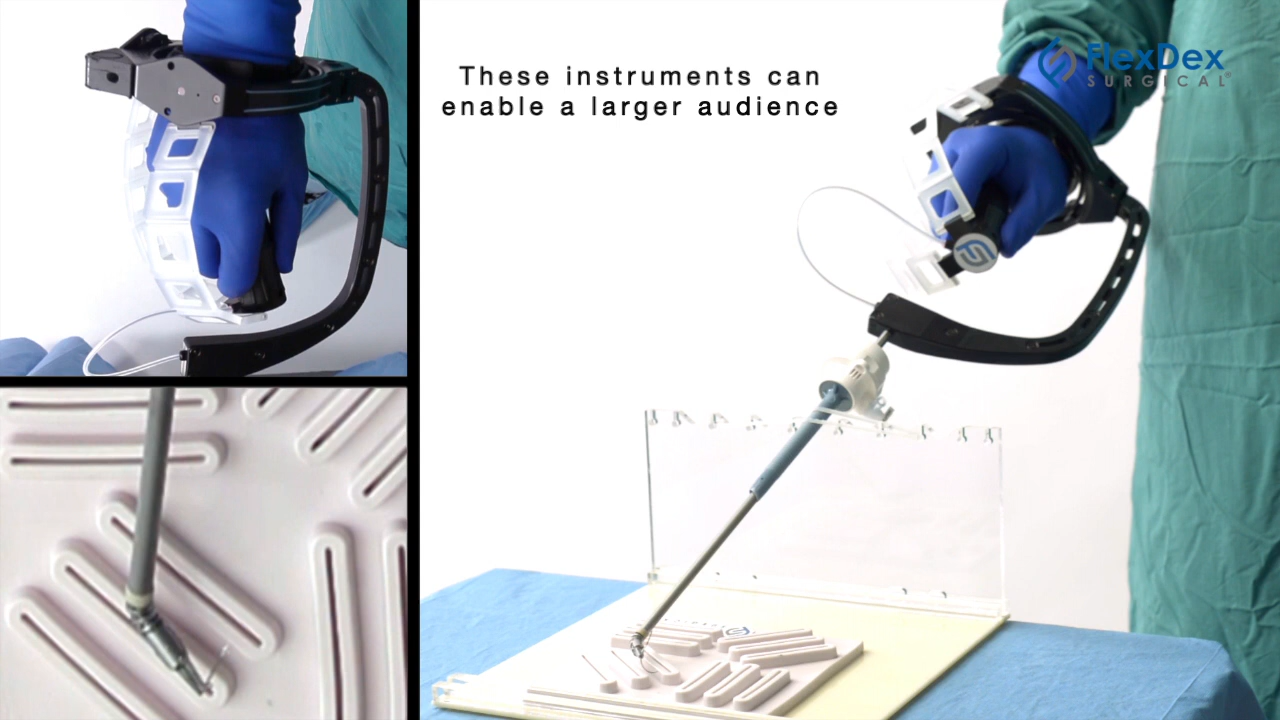 These instruments can
enable a larger audience
FlexDex
SURGICAL®